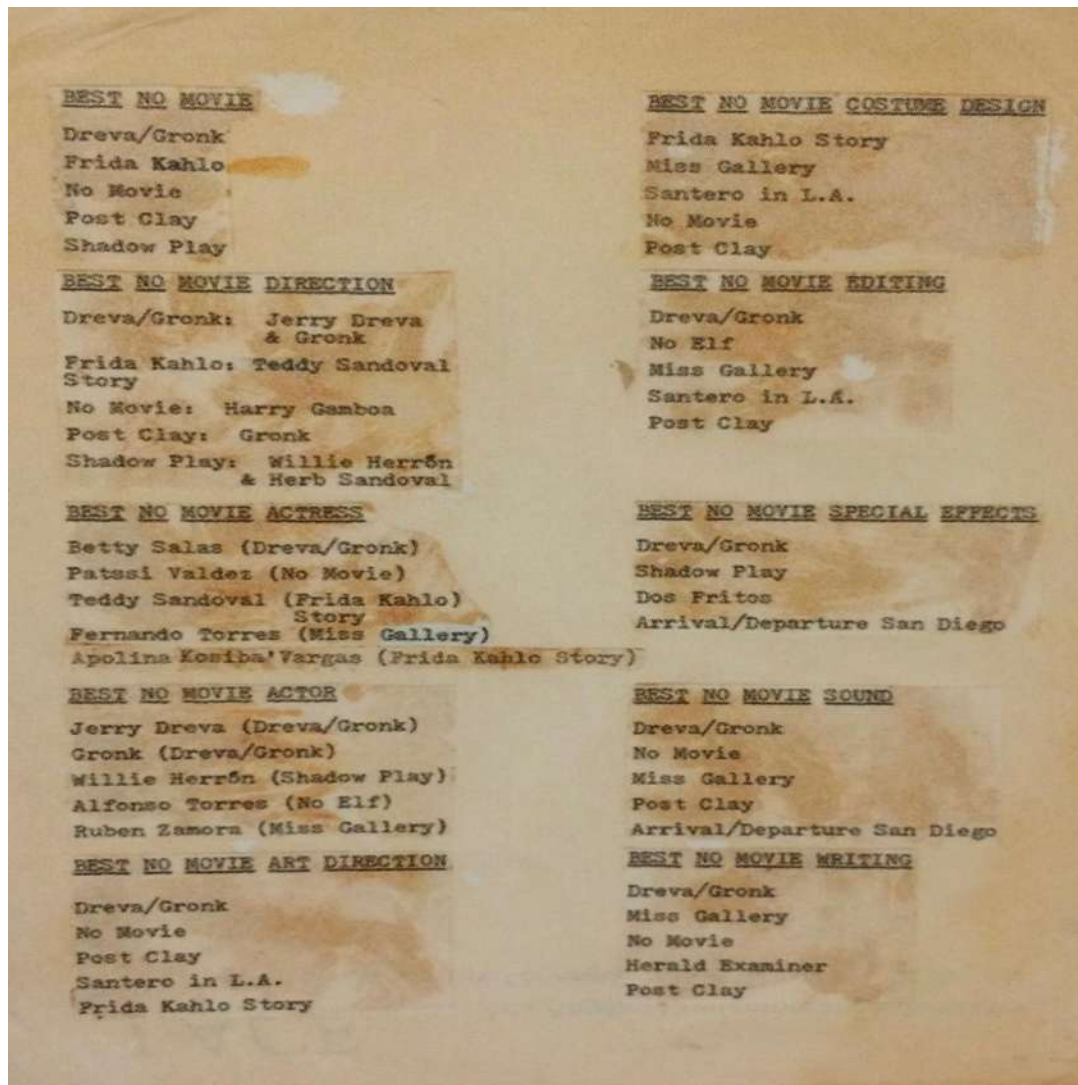 BEST NO MOVIE
Dreva/Gronk
Frida Kahlo
No Movie
Post Clay
Shadow Play
BEST NO MOVIE DIRECTION
Dreva/Gronk: Jerry Dreva
& Gronk
Frida Kahlo: Teddy Sandoval
Story
No Movie: Harry Gamboa
Post Clay: Gronk
Shadow Play: Willie Herrón
& Herb Sandoval
BEST NO MOVIE ACTRESS
Betty Salas (Dreva/Gronk)
Patssi Valdez (No Movie)
Teddy Sandoval (Frida Kahlo)
Story
Fernando Torres (Miss Gallery)
Apolina Kosiba'Vargas (Frida Kahlo Story)
BEST NO MOVIE ACTOR
Jerry Dreva (Dreva/Gronk)
Gronk (Dreva/Gronk)
Willie Herrón (Shadow Play)
Alfonso Torres (No Elf)
Ruben Zamora (Miss Gallery)
BEST NO MOVIE ART DIRECTION
Dreva/Gronk
No Movie
Post Clay
Santero in L.A.
Frida Kahlo Story
BEST NO MOVIE COSTUME DESIGN
Frida Kahlo Story
Miss Gallery
Santero in L.A.
No Movie
Post Clay
BEST NO MOVIE EDITING
Dreva/Gronk
No Elf
Miss Gallery
Santero in L.A.
Post Clay
BEST NO MOVIE SPECIAL EFFECTS
Dreva/Gronk
Shadow Play
Dos Fritos
Arrival/Departure San Diego
BEST NO MOVIE SOUND
Dreva/Gronk
No Movie
Miss Gallery
Post Clay
Arrival/Departure San Diego
BEST NO MOVIE WRITING
Dreva/Gronk
Miss Gallery
No Movie
Herald Examiner
Post Clay